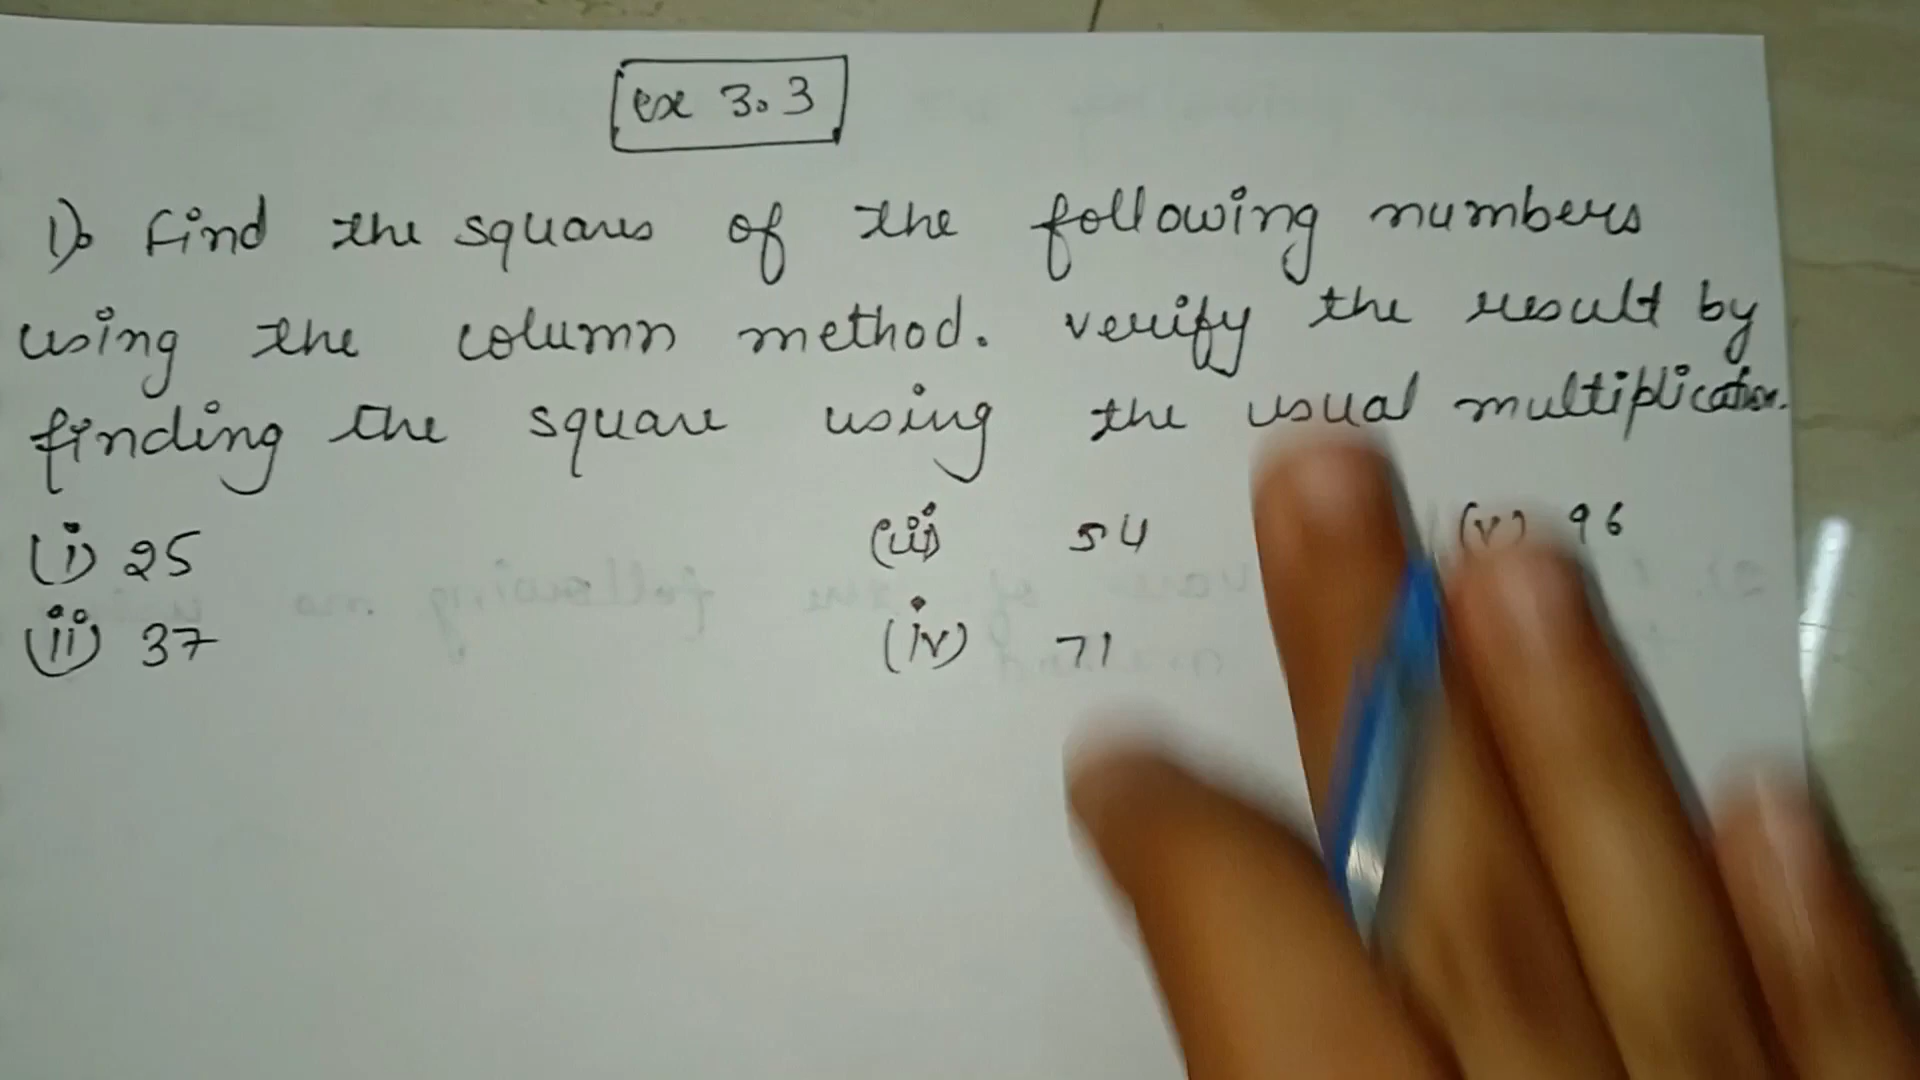 ex 3.3
1). Find the squares of the following numbers
using the column method. verify the result by
finding the square using the usual multiplication.
(i) 25 (iii) 54 (v) 96
(ii) 37 (iv) 71